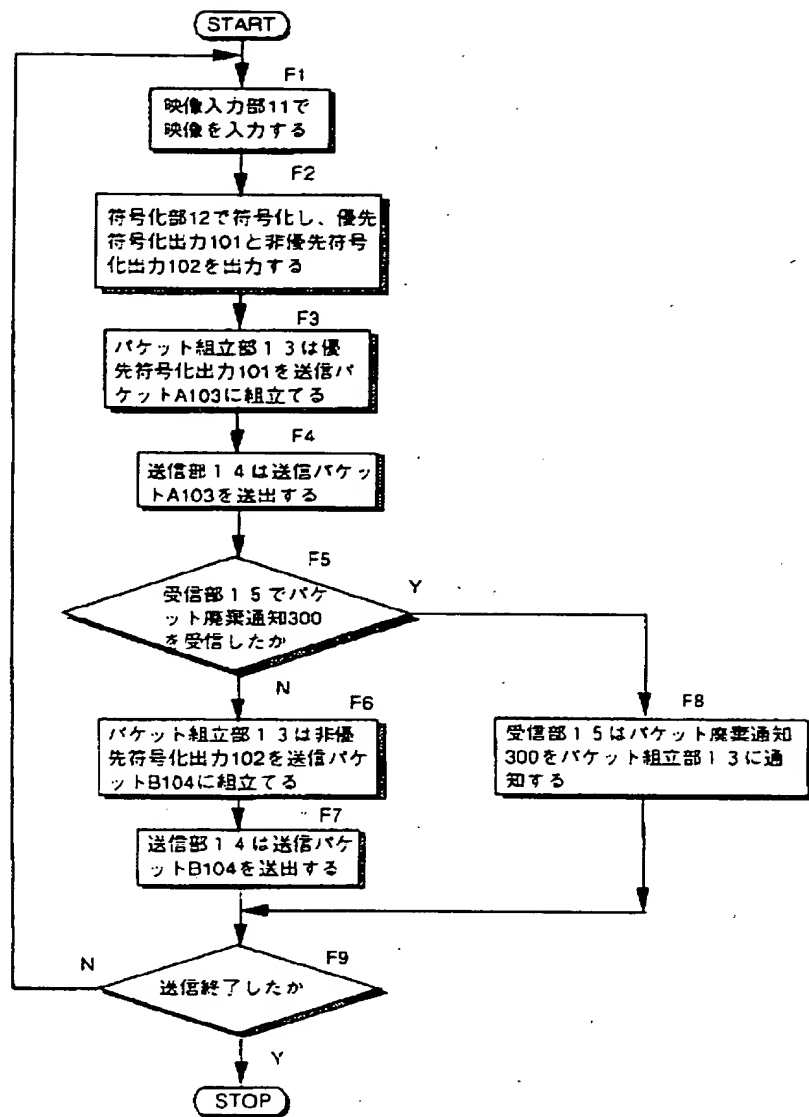 START
F1
映像入力部11で
映像を入力する
F2
符号化部12で符号化し、優先
符号化出力101と非優先符号
化出力102を出力する
F3
パケット組立部13は優
先符号化出力101を送信パ
ケットA103に組立てる
F4
送信部14は送信パケッ
トA103を送出する
F5
受信部15でパケ
ット廃棄通知300
を受信したか
Y
N
F6
パケット組立部13は非優
先符号化出力102を送信パケ
ットB104に組立てる
F8
受信部15はパケット廃棄通知
300をパケット組立部13に通
知する
F7
送信部14は送信パケ
ットB104を送出する
F9
N
送信終了したか
Y
STOP